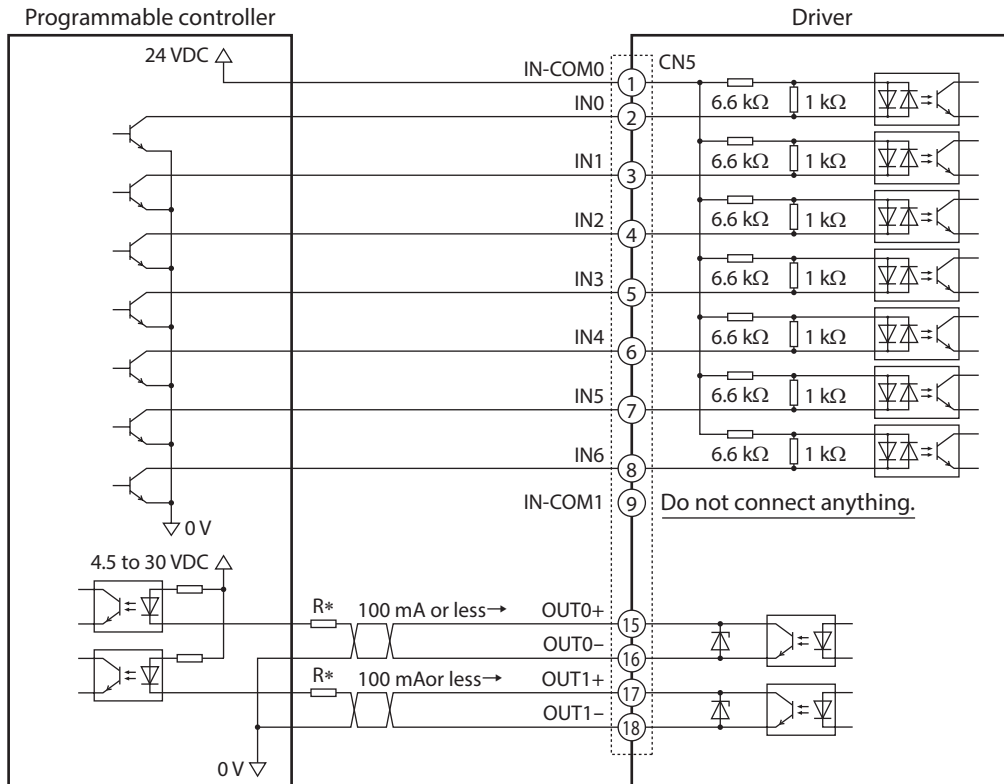 Programmable controller
Driver
24 VDC
IN-COM0
1
CN5
6.6 kΩ
1 kΩ
IN0
2
6.6 kΩ
1 kΩ
IN1
3
6.6 kΩ
1 kΩ
IN2
4
6.6 kΩ
1 kΩ
IN3
5
6.6 kΩ
1 kΩ
IN4
6
6.6 kΩ
1 kΩ
IN5
7
6.6 kΩ
1 kΩ
IN6
8
IN-COM1
9
Do not connect anything.
0 V
4.5 to 30 VDC
R*
100 mA or less→
OUT0+
15
OUT0−
16
R*
100 mAor less→
OUT1+
17
OUT1−
18
0 V